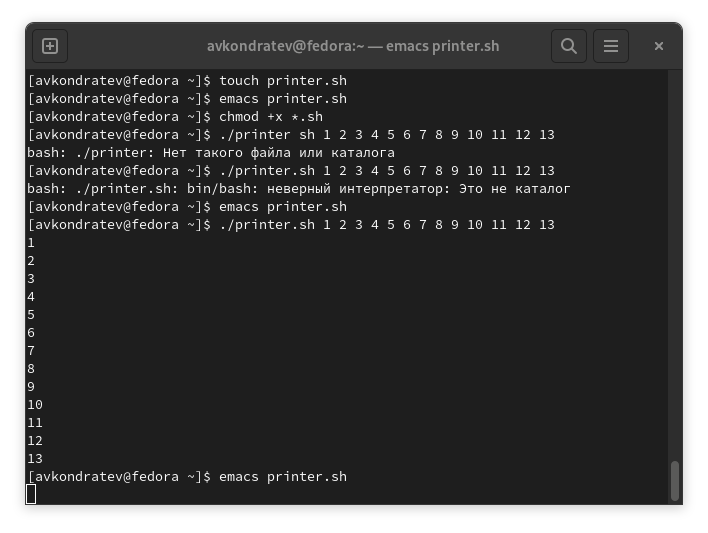 avkondratev@fedora:~ — emacs printer.sh
[avkondratev@fedora ~]$ touch printer.sh
[avkondratev@fedora ~]$ emacs printer.sh
[avkondratev@fedora ~]$ chmod +x *.sh
[avkondratev@fedora ~]$ ./printer sh 1 2 3 4 5 6 7 8 9 10 11 12 13
bash: ./printer: Нет такого файла или каталога
[avkondratev@fedora ~]$ ./printer.sh 1 2 3 4 5 6 7 8 9 10 11 12 13
bash: ./printer.sh: bin/bash: неверный интерпретатор: Это не каталог
[avkondratev@fedora ~]$ emacs printer.sh
[avkondratev@fedora ~]$ ./printer.sh 1 2 3 4 5 6 7 8 9 10 11 12 13
1
2
3
4
5
6
7
8
9
10
11
12
13
[avkondratev@fedora ~]$ emacs printer.sh